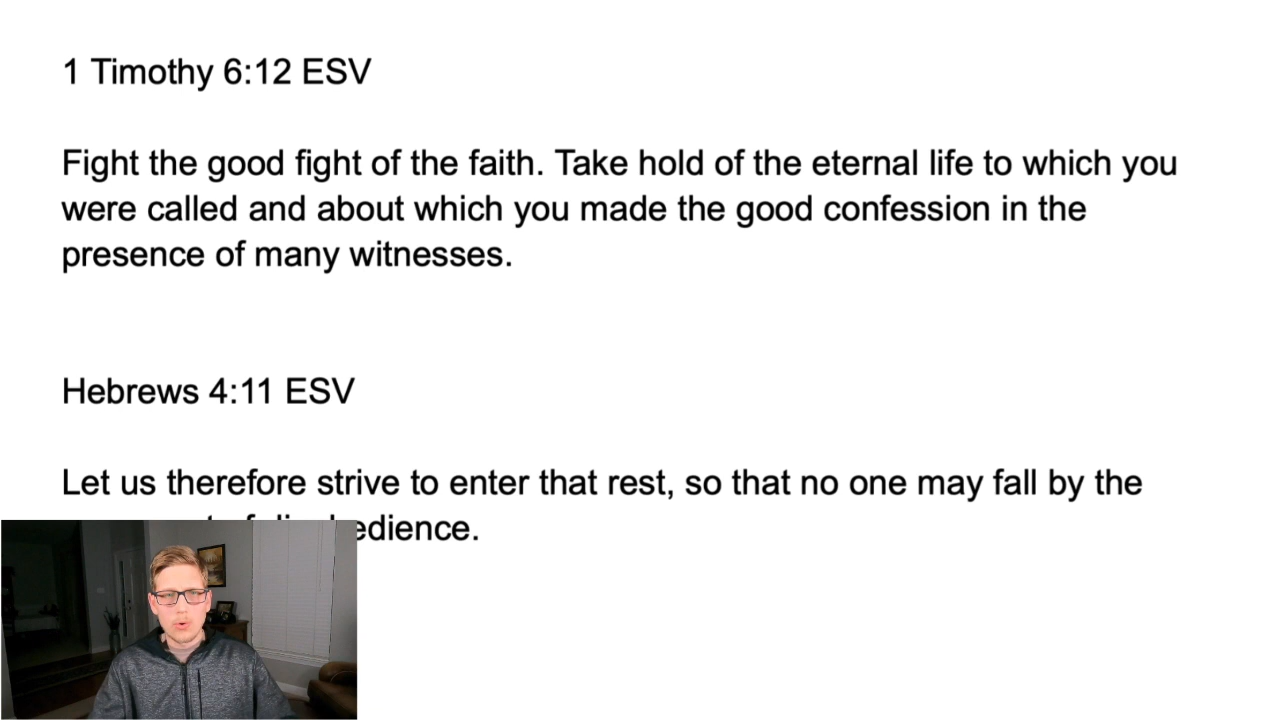 1 Timothy 6:12 ESV
Fight the good fight of the faith. Take hold of the eternal life to which you
were called and about which you made the good confession in the
presence of many witnesses.
Hebrews 4:11 ESV
Let us therefore strive to enter that rest, so that no one may fall by the
edience.